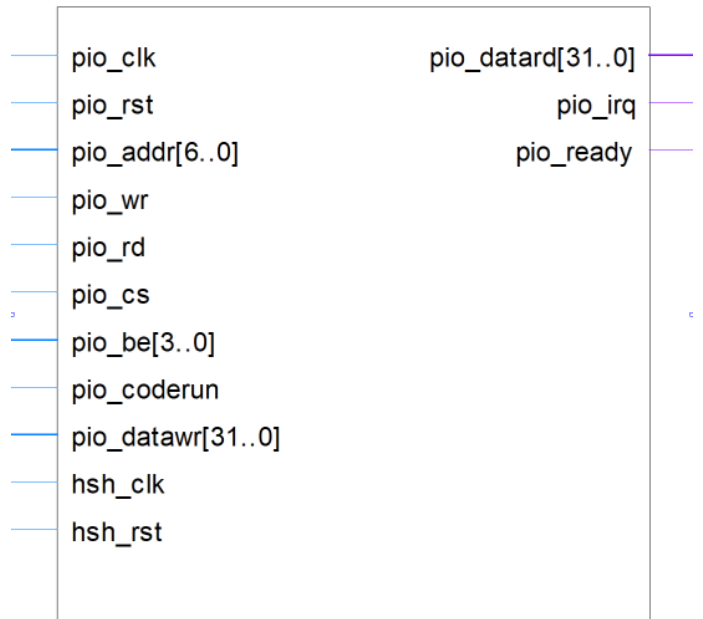 pio_clk
pio_datard[31..0]
pio_rst
pio_irq
pio_addr[6..0]
pio_ready
pio_wr
pio_rd
pio_cs
pio_be[3..0]
pio_coderun
pio_datawr[31..0]
hsh_clk
hsh_rst